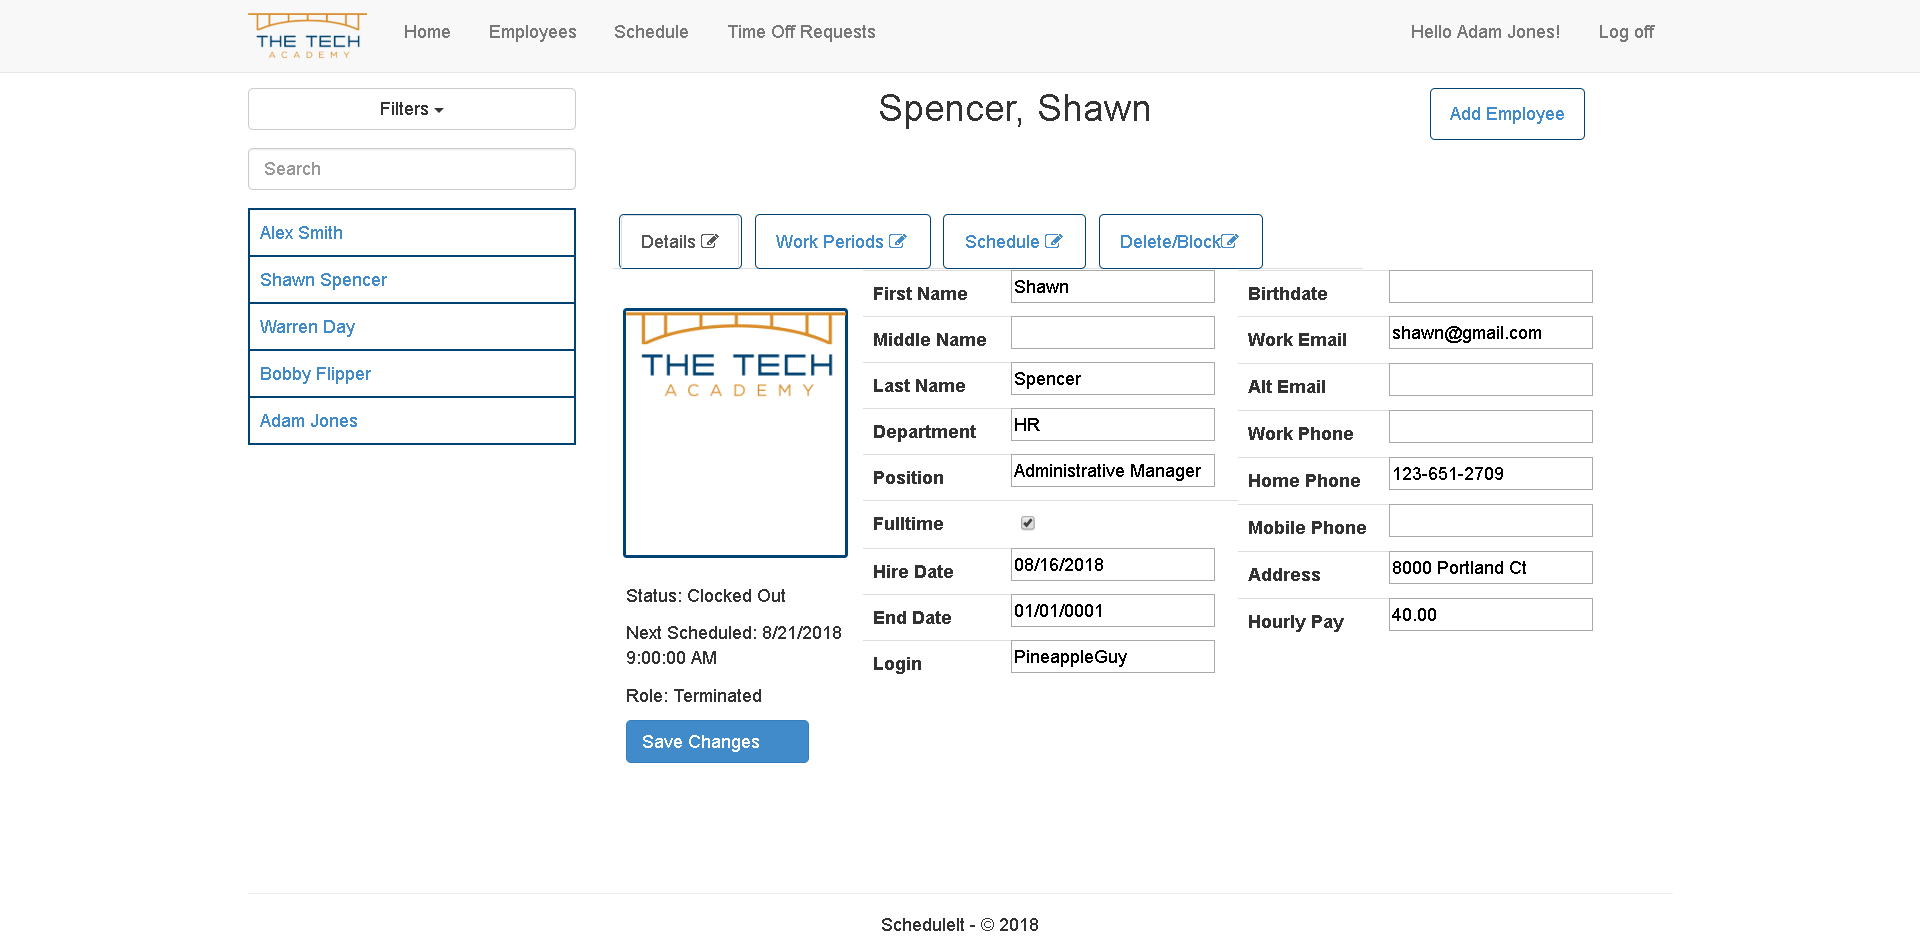 THE TECH
ACADEMY
Home
Employees
Schedule
Time Off Requests
Hello Adam Jones!
Log off
Filters
Search
Alex Smith
Shawn Spencer
Warren Day
Bobby Flipper
Adam Jones
Spencer, Shawn
Add Employee
Details
Work Periods
Schedule
Delete/Block
THE TECH
ACADEMY
Status: Clocked Out
Next Scheduled: 8/21/2018
9:00:00 AM
Role: Terminated
Save Changes
First Name Shawn
Middle Name
Last Name Spencer
Department HR
Position Administrative Manager
Fulltime
Hire Date 08/16/2018
End Date 01/01/0001
Login PineappleGuy
Birthdate
Work Email shawn@gmail.com
Alt Email
Work Phone
Home Phone 123-651-2709
Mobile Phone
Address 8000 Portland Ct
Hourly Pay 40.00
ScheduleIt - © 2018